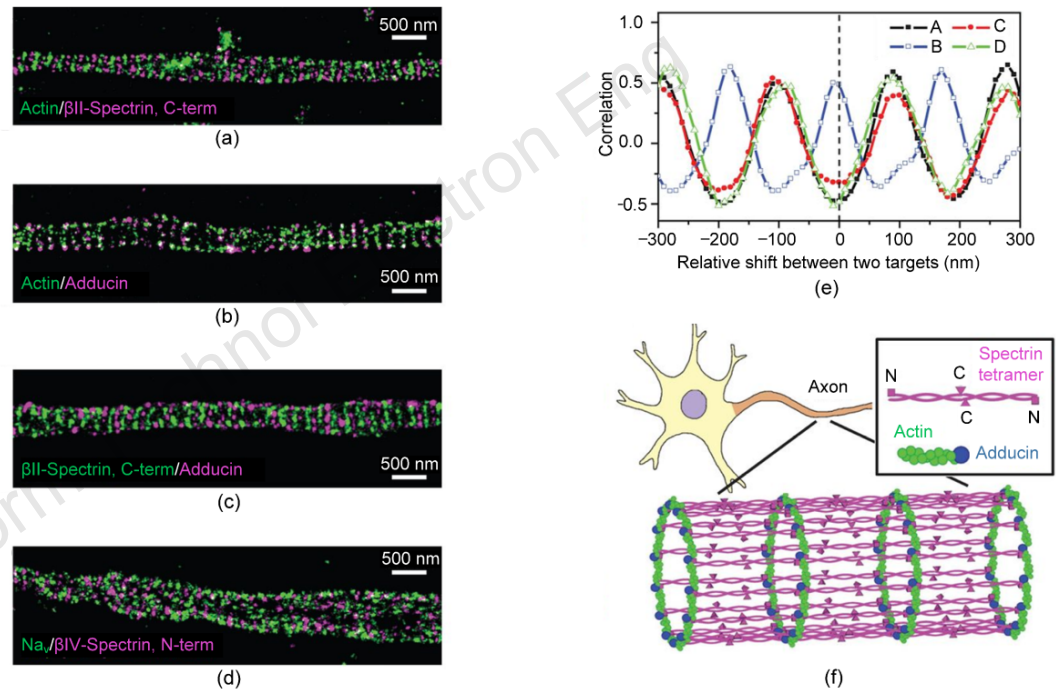 500 nm
Actin/βII-Spectrin, C-term
(a)
500 nm
Actin/Adducin
(b)
500 nm
βII-Spectrin, C-term/Adducin
(c)
500 nm
Naᵥ/βIV-Spectrin, N-term
(d)
1.0
0.5
0.0
−0.5
Correlation
A
C
B
D
−300
−200
−100
0
100
200
300
Relative shift between two targets (nm)
(e)
Axon
Spectrin
tetramer
N
C
C
N
Actin
Adducin
(f)
ctron Eng